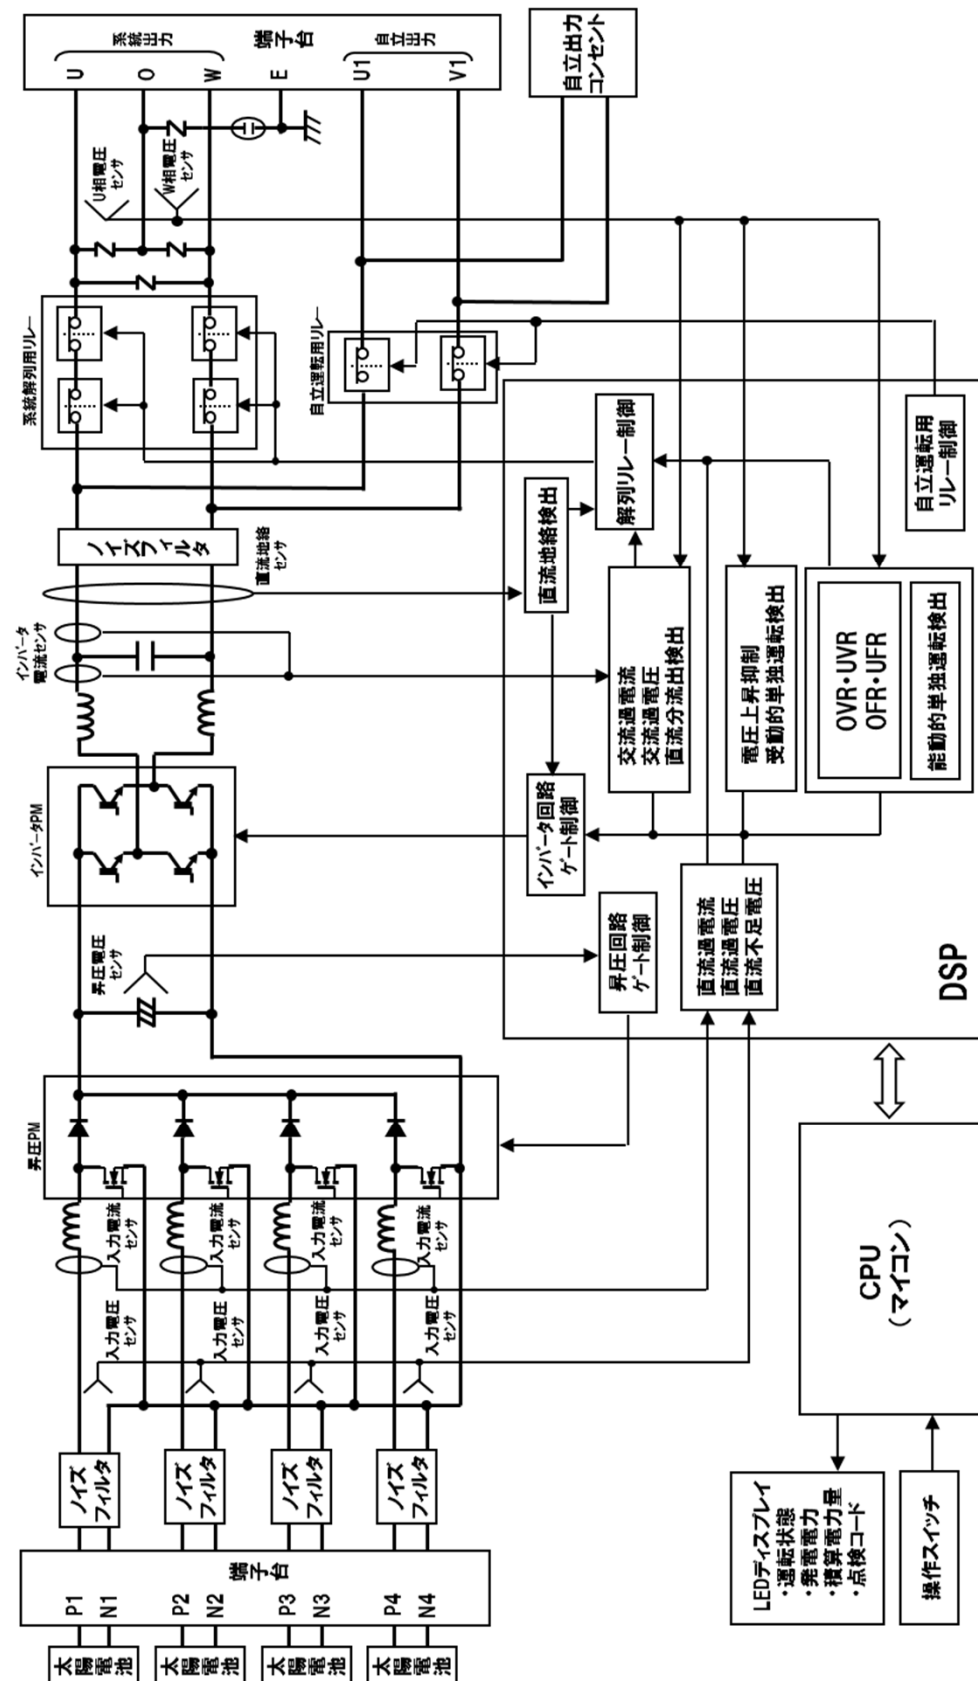 太陽電池
太陽電池
太陽電池
太陽電池
端子台
P1
N1
P2
N2
P3
N3
P4
N4
ノイズ
フィルタ
ノイズ
フィルタ
ノイズ
フィルタ
ノイズ
フィルタ
入力電圧
センサ
入力電圧
センサ
入力電圧
センサ
入力電圧
センサ
入力電流
センサ
入力電流
センサ
入力電流
センサ
入力電流
センサ
昇圧PM
昇圧電圧
センサ
インバータPM
インバータ
電流センサ
直流地絡
センサ
ノイズフィルタ
系統解列用リレー
自立運転用リレー
U相電圧
センサ
W相電圧
センサ
系統出力
端子台
自立出力
U
O
W
E
U1
V1
自立出力
コンセント
昇圧回路
ゲート制御
インバータ回路
ゲート制御
直流地絡検出
解列リレー制御
直流過電流
直流過電圧
直流不足電圧
交流過電流
交流過電圧
直流分流出検出
電圧上昇抑制
受動的単独運転検出
OVR・UVR
OFR・UFR
能動的単独運転検出
自立運転用
リレー制御
DSP
CPU
(マイコン)
LEDディスプレイ
・運転状態
・発電電力
・積算電力量
・点検コード
操作スイッチ